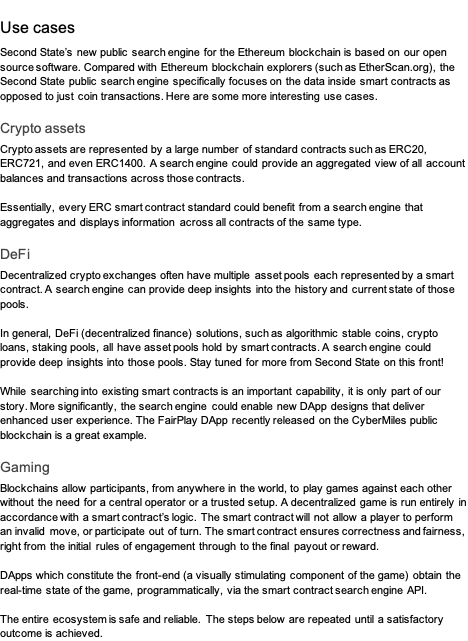 Use cases
Second State's new public search engine for the Ethereum blockchain is based on our open
source software. Compared with Ethereum blockchain explorers (such as EtherScan.org), the
Second State public search engine specifically focuses on the data inside smart contracts as
opposed to just coin transactions. Here are some more interesting use cases.
Crypto assets
Crypto assets are represented by a large number of standard contracts such as ERC20,
ERC721, and even ERC1400. A search engine could provide an aggregated view of all account
balances and transactions across those contracts.
Essentially, every ERC smart contract standard could benefit from a search engine that
aggregates and displays information across all contracts of the same type.
DeFi
Decentralized crypto exchanges often have multiple asset pools each represented by a smart
contract. A search engine can provide deep insights into the history and current state of those
pools.
In general, DeFi (decentralized finance) solutions, such as algorithmic stable coins, crypto
loans, staking pools, all have asset pools hold by smart contracts. A search engine could
provide deep insights into those pools. Stay tuned for more from Second State on this front!
While searching into existing smart contracts is an important capability, it is only part of our
story. More significantly, the search engine could enable new DApp designs that deliver
enhanced user experience. The FairPlay DApp recently released on the CyberMiles public
blockchain is a great example.
Gaming
Blockchains allow participants, from anywhere in the world, to play games against each other
without the need for a central operator or a trusted setup. A decentralized game is run entirely in
accordance with a smart contract's logic. The smart contract will not allow a player to perform
an invalid move, or participate out of turn. The smart contract ensures correctness and fairness,
right from the initial rules of engagement through to the final payout or reward.
DApps which constitute the front-end (a visually stimulating component of the game) obtain the
real-time state of the game, programmatically, via the smart contract search engine API.
The entire ecosystem is safe and reliable. The steps below are repeated until a satisfactory
outcome is achieved.